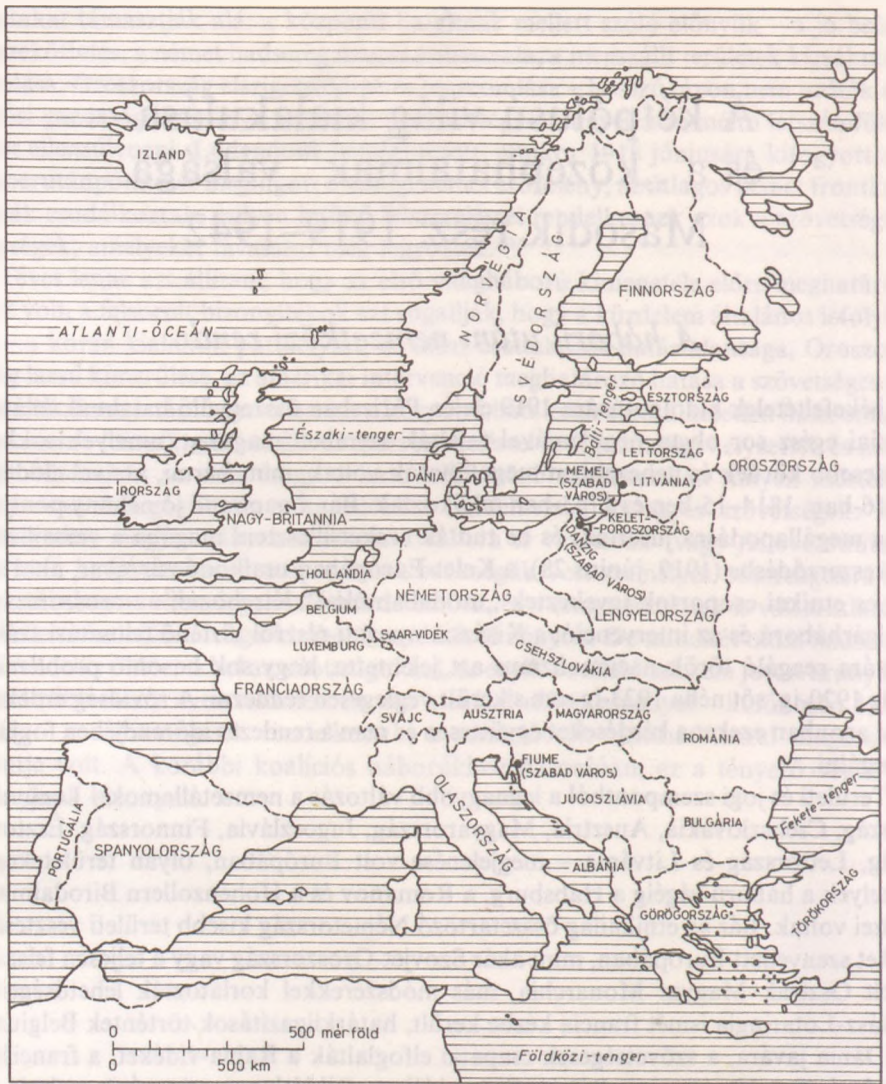 IZLAND
NORVÉGIA
SVÉDORSZÁG
FINNORSZÁG
ATLANTI-ÓCEÁN
Északi-tenger
Balti-tenger
ÉSZTORSZÁG
LETTORSZÁG
OROSZORSZÁG
DÁNIA
MEMEL
(SZABAD
VÁROS)
LITVÁNIA
ÍRORSZÁG
NAGY-BRITANNIA
KELET-
-POROSZORSZÁG
DANZIG
(SZABAD VÁROS)
HOLLANDIA
NÉMETORSZÁG
BELGIUM
LENGYELORSZÁG
SAAR-VIDÉK
LUXEMBURG
CSEHSZLOVÁKIA
FRANCIAORSZÁG
SVÁJC
AUSZTRIA
MAGYARORSZÁG
ROMÁNIA
FIUME
(SZABAD VÁROS)
OLASZORSZÁG
JUGOSZLÁVIA
BULGÁRIA
Fekete-tenger
PORTUGÁLIA
SPANYOLORSZÁG
ALBÁNIA
GÖRÖGORSZÁG
TÖRÖKORSZÁG
0 500
mérföld
0 500 km
Földközi-tenger